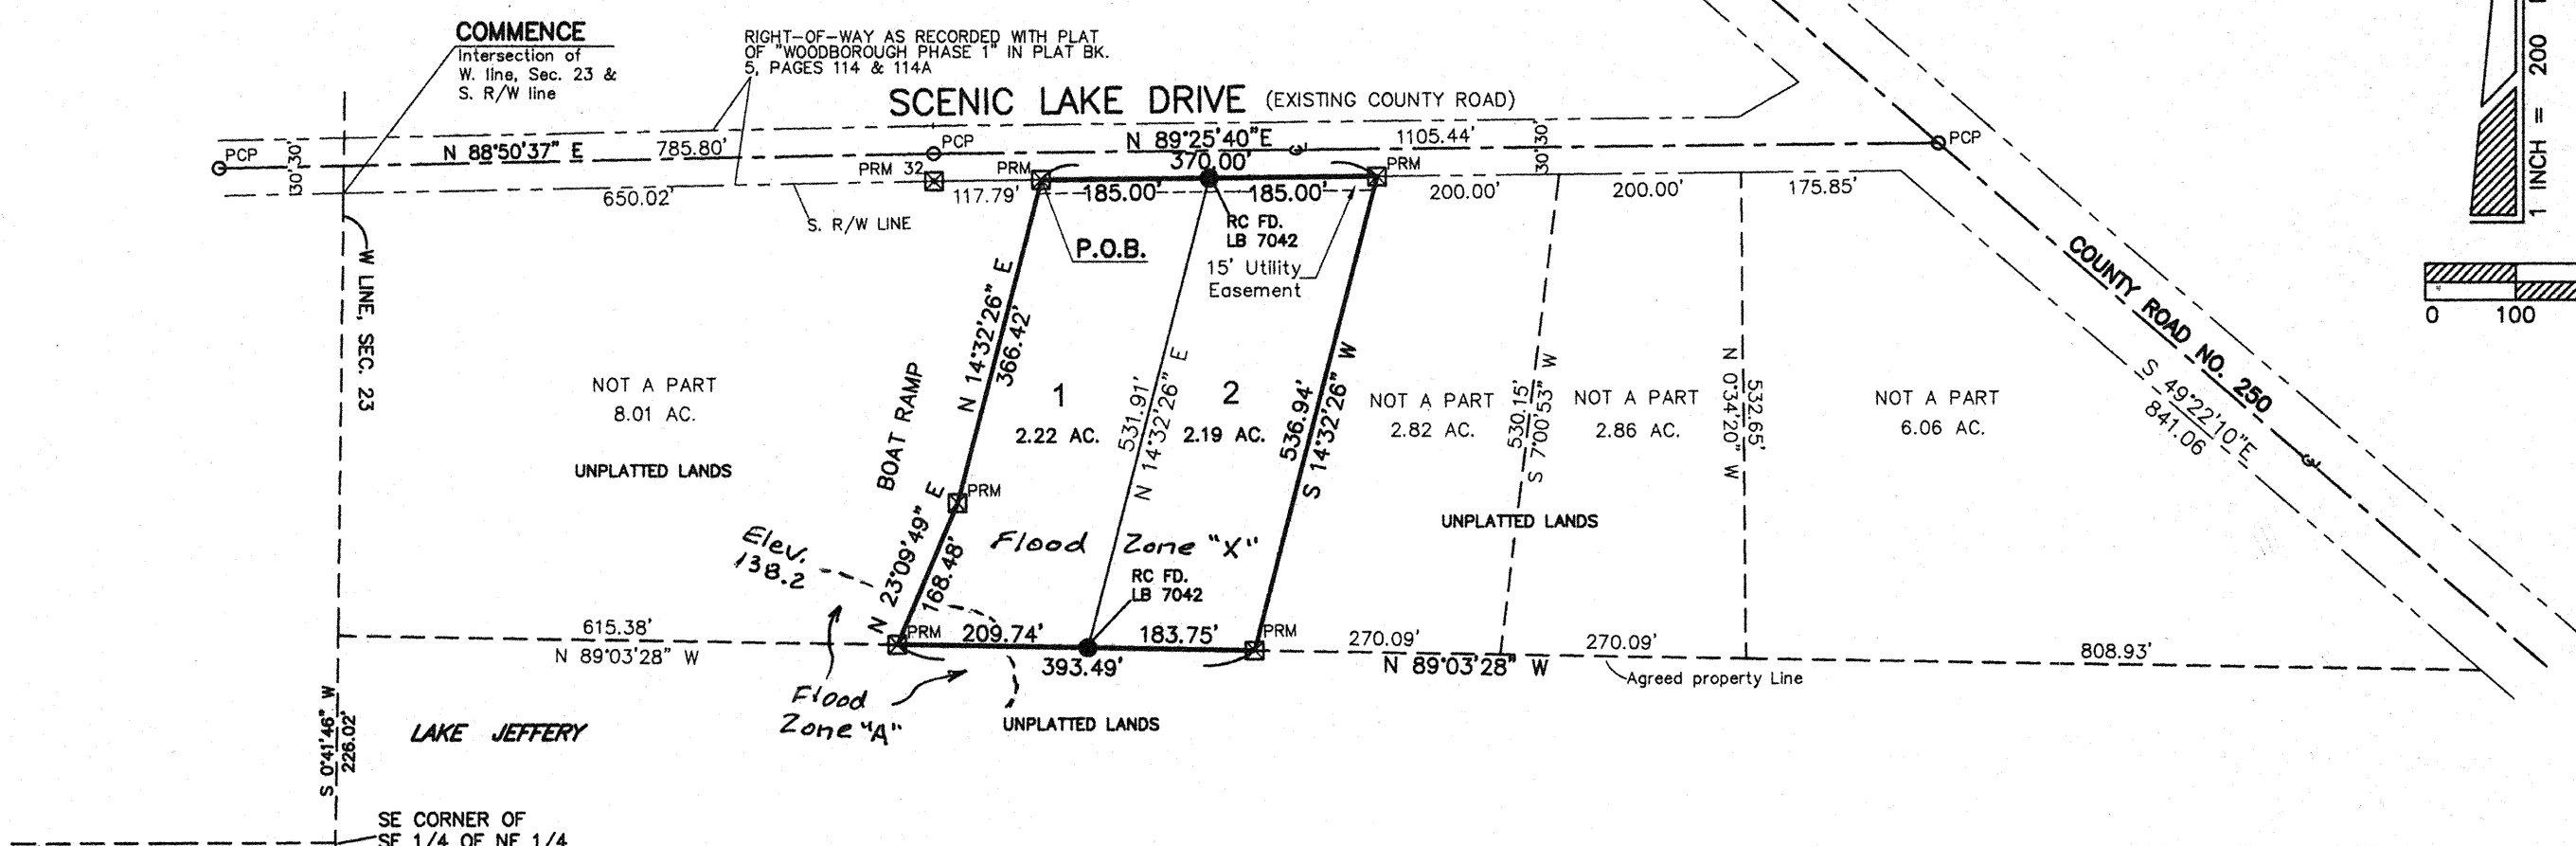 COMMENCE
Intersection of
W. line, Sec. 23 &
S. R/W line
RIGHT-OF-WAY AS RECORDED WITH PLAT
OF "WOODBOROUGH PHASE 1" IN PLAT BK.
5, PAGES 114 & 114A
SCENIC LAKE DRIVE (EXISTING COUNTY ROAD)
1 INCH = 200
0 100
PCP
30' 30'
N 88°50'37" E 785.80'
PCP
N 89°25'40"E
1105.44'
30' 30'
PCP
370.00'
PRM 32
PRM
PRM
650.02'
117.79'
185.00'
185.00'
200.00'
200.00'
175.85'
S. R/W LINE
P.O.B.
RC FD.
LB 7042
15' Utility
Easement
W LINE, SEC. 23
COUNTY ROAD NO. 250
S 49°22'10"E
841.06
NOT A PART
8.01 AC.
UNPLATTED LANDS
BOAT RAMP
N 14°32'26" E
366.42'
1
2.22 AC.
531.91'
N 14°32'26" E
2
2.19 AC.
536.94'
S 14°32'26" W
NOT A PART
2.82 AC.
530.15'
S 7°00'53" W
NOT A PART
2.86 AC.
N 0°34'20" W
532.65'
NOT A PART
6.06 AC.
UNPLATTED LANDS
PRM
Elev.
138.2
N 23°09'49" E
168.48'
Flood Zone "X"
RC FD.
LB 7042
615.38'
N 89°03'28" W
PRM
209.74'
183.75'
PRM
393.49'
270.09'
N 89°03'28" W
270.09'
Agreed property Line
808.93'
Flood
Zone "A"
UNPLATTED LANDS
LAKE JEFFERY
S 0°41'46" W
226.02'
SE CORNER OF
SE 1/4 OF NE 1/4